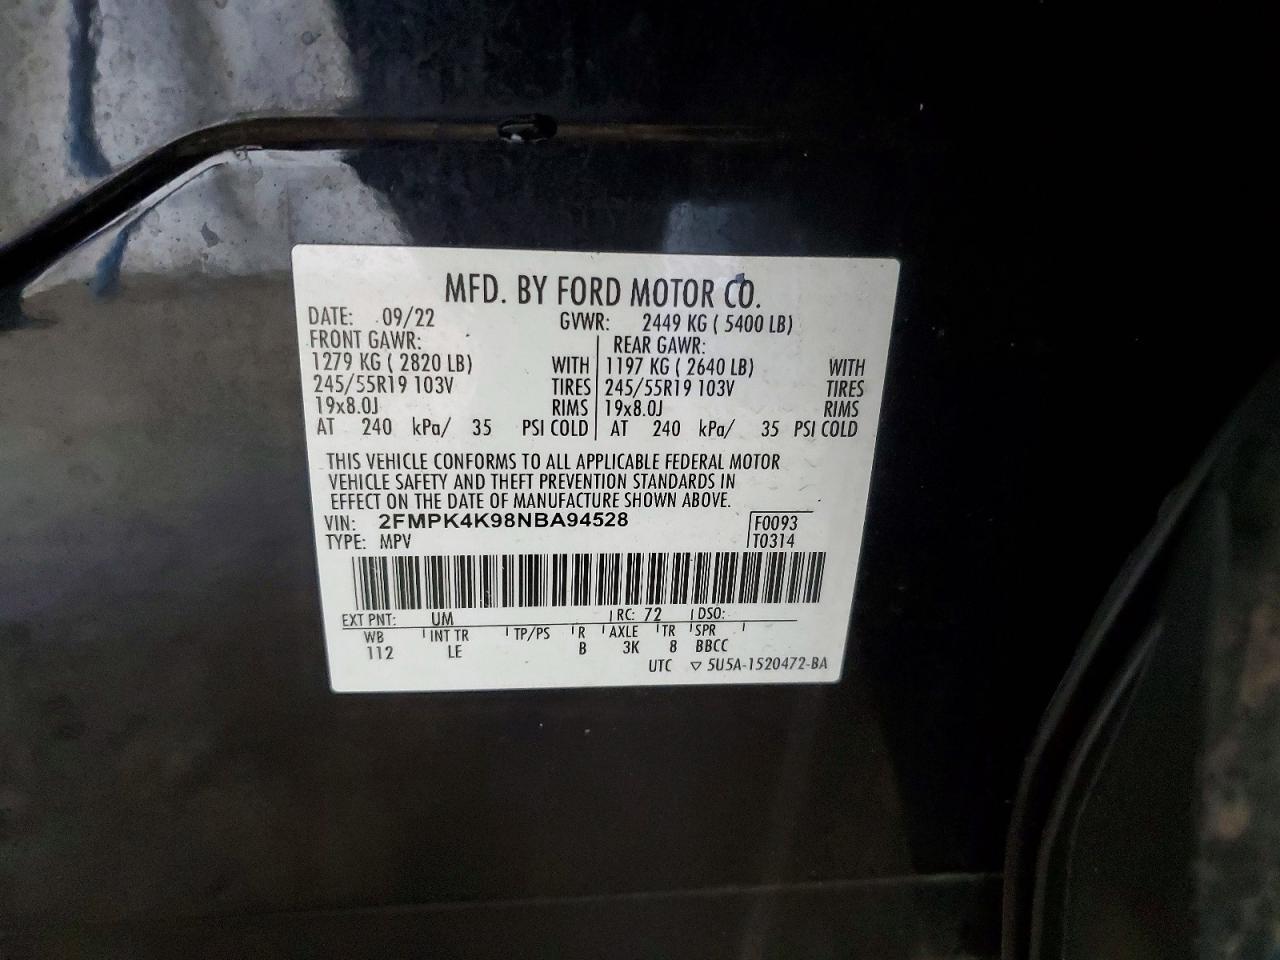 MFD. BY FORD MOTOR CO.
DATE: 09/22 GVWR: 2449 KG ( 5400 LB)
FRONT GAWR: REAR GAWR:
1279 KG ( 2820 LB) WITH 1197 KG ( 2640 LB) WITH
245/55R19 103V TIRES 245/55R19 103V TIRES
19x8.0J RIMS 19x8.0J RIMS
AT 240 kPa/ 35 PSI COLD AT 240 kPa/ 35 PSI COLD
THIS VEHICLE CONFORMS TO ALL APPLICABLE FEDERAL MOTOR
VEHICLE SAFETY AND THEFT PREVENTION STANDARDS IN
EFFECT ON THE DATE OF MANUFACTURE SHOWN ABOVE.
VIN: 2FMPK4K98NBA94528 F0093
TYPE: MPV T0314
EXT PNT: UM RC: 72 DSO:
WB INT TR TP/PS R AXLE TR SPR
112 LE B 3K 8 BBCC
UTC ▽ 5U5A-1520472-BA